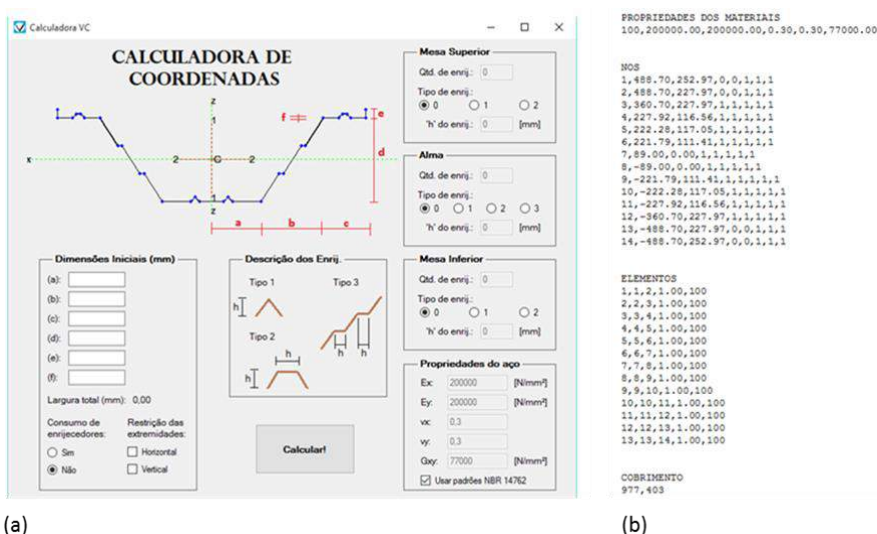 Calculadora VC
CALCULADORA DE
COORDENADAS
z
1
f
e
x
2
G
2
d
1
z
a
b
c
Dimensões Iniciais (mm)
(a):
(b):
(c):
(d):
(e):
(f):
Largura total (mm): 0,00
Consumo de
enrijecedores:
Sim
Não
Restrição das
extremidades:
Horizontal
Vertical
Descrição dos Enrij.
Tipo 1
h
Tipo 2
h
h
Tipo 3
h h
Calcular!
Mesa Superior
Qtd. de enrij.: 0
Tipo de enrij.:
0 1 2
'h' do enrij.: 0 [mm]
Alma
Qtd. de enrij.: 0
Tipo de enrij.:
0 1 2 3
'h' do enrij.: 0 [mm]
Mesa Inferior
Qtd. de enrij.: 0
Tipo de enrij.:
0 1 2
'h' do enrij.: 0 [mm]
Propriedades do aço
Ex: 200000 [N/mm²]
Ey: 200000 [N/mm²]
vx: 0,3
vy: 0,3
Gxy: 77000 [N/mm²]
Usar padrões NBR 14762
(a)
PROPRIEDADES DOS MATERIAIS
100,200000.00,200000.00,0.30,0.30,77000.00
NOS
1,488.70,252.97,0,0,1,1,1
2,488.70,227.97,0,0,1,1,1
3,360.70,227.97,1,1,1,1,1
4,227.92,116.56,1,1,1,1,1
5,222.28,117.05,1,1,1,1,1
6,221.79,111.41,1,1,1,1,1
7,89.00,0.00,1,1,1,1,1
8,-89.00,0.00,1,1,1,1,1
9,-221.79,111.41,1,1,1,1,1
10,-222.28,117.05,1,1,1,1,1
11,-227.92,116.56,1,1,1,1,1
12,-360.70,227.97,1,1,1,1,1
13,-488.70,227.97,0,0,1,1,1
14,-488.70,252.97,0,0,1,1,1
ELEMENTOS
1,1,2,1.00,100
2,2,3,1.00,100
3,3,4,1.00,100
4,4,5,1.00,100
5,5,6,1.00,100
6,6,7,1.00,100
7,7,8,1.00,100
8,8,9,1.00,100
9,9,10,1.00,100
10,10,11,1.00,100
11,11,12,1.00,100
12,12,13,1.00,100
13,13,14,1.00,100
COBRIMENTO
977,403
(b)